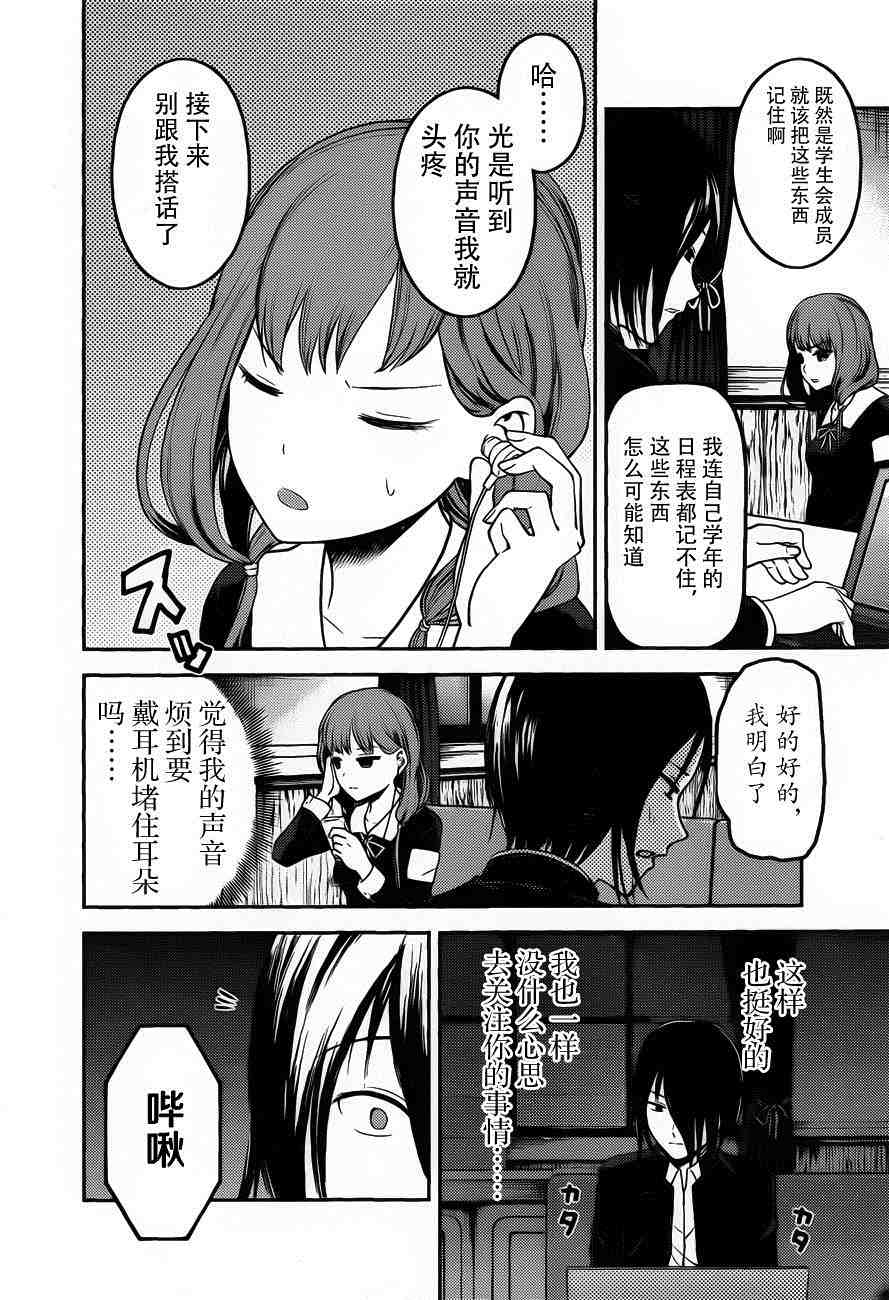 既然是学生会成员
就该把这些东西
记住啊
我连自己学年的
日程表都记不住,
这些东西
怎么可能知道
哈……
光是听到
你的声音我就
头疼
接下来
别跟我搭话了
スッ
好的好的,
我明白了
觉得我的声音
烦到要
戴耳机堵住耳朵
吗……
这样
也挺好的
我也一样
没什么心思
去关注你的事情……
カタ
カタ
哔啾